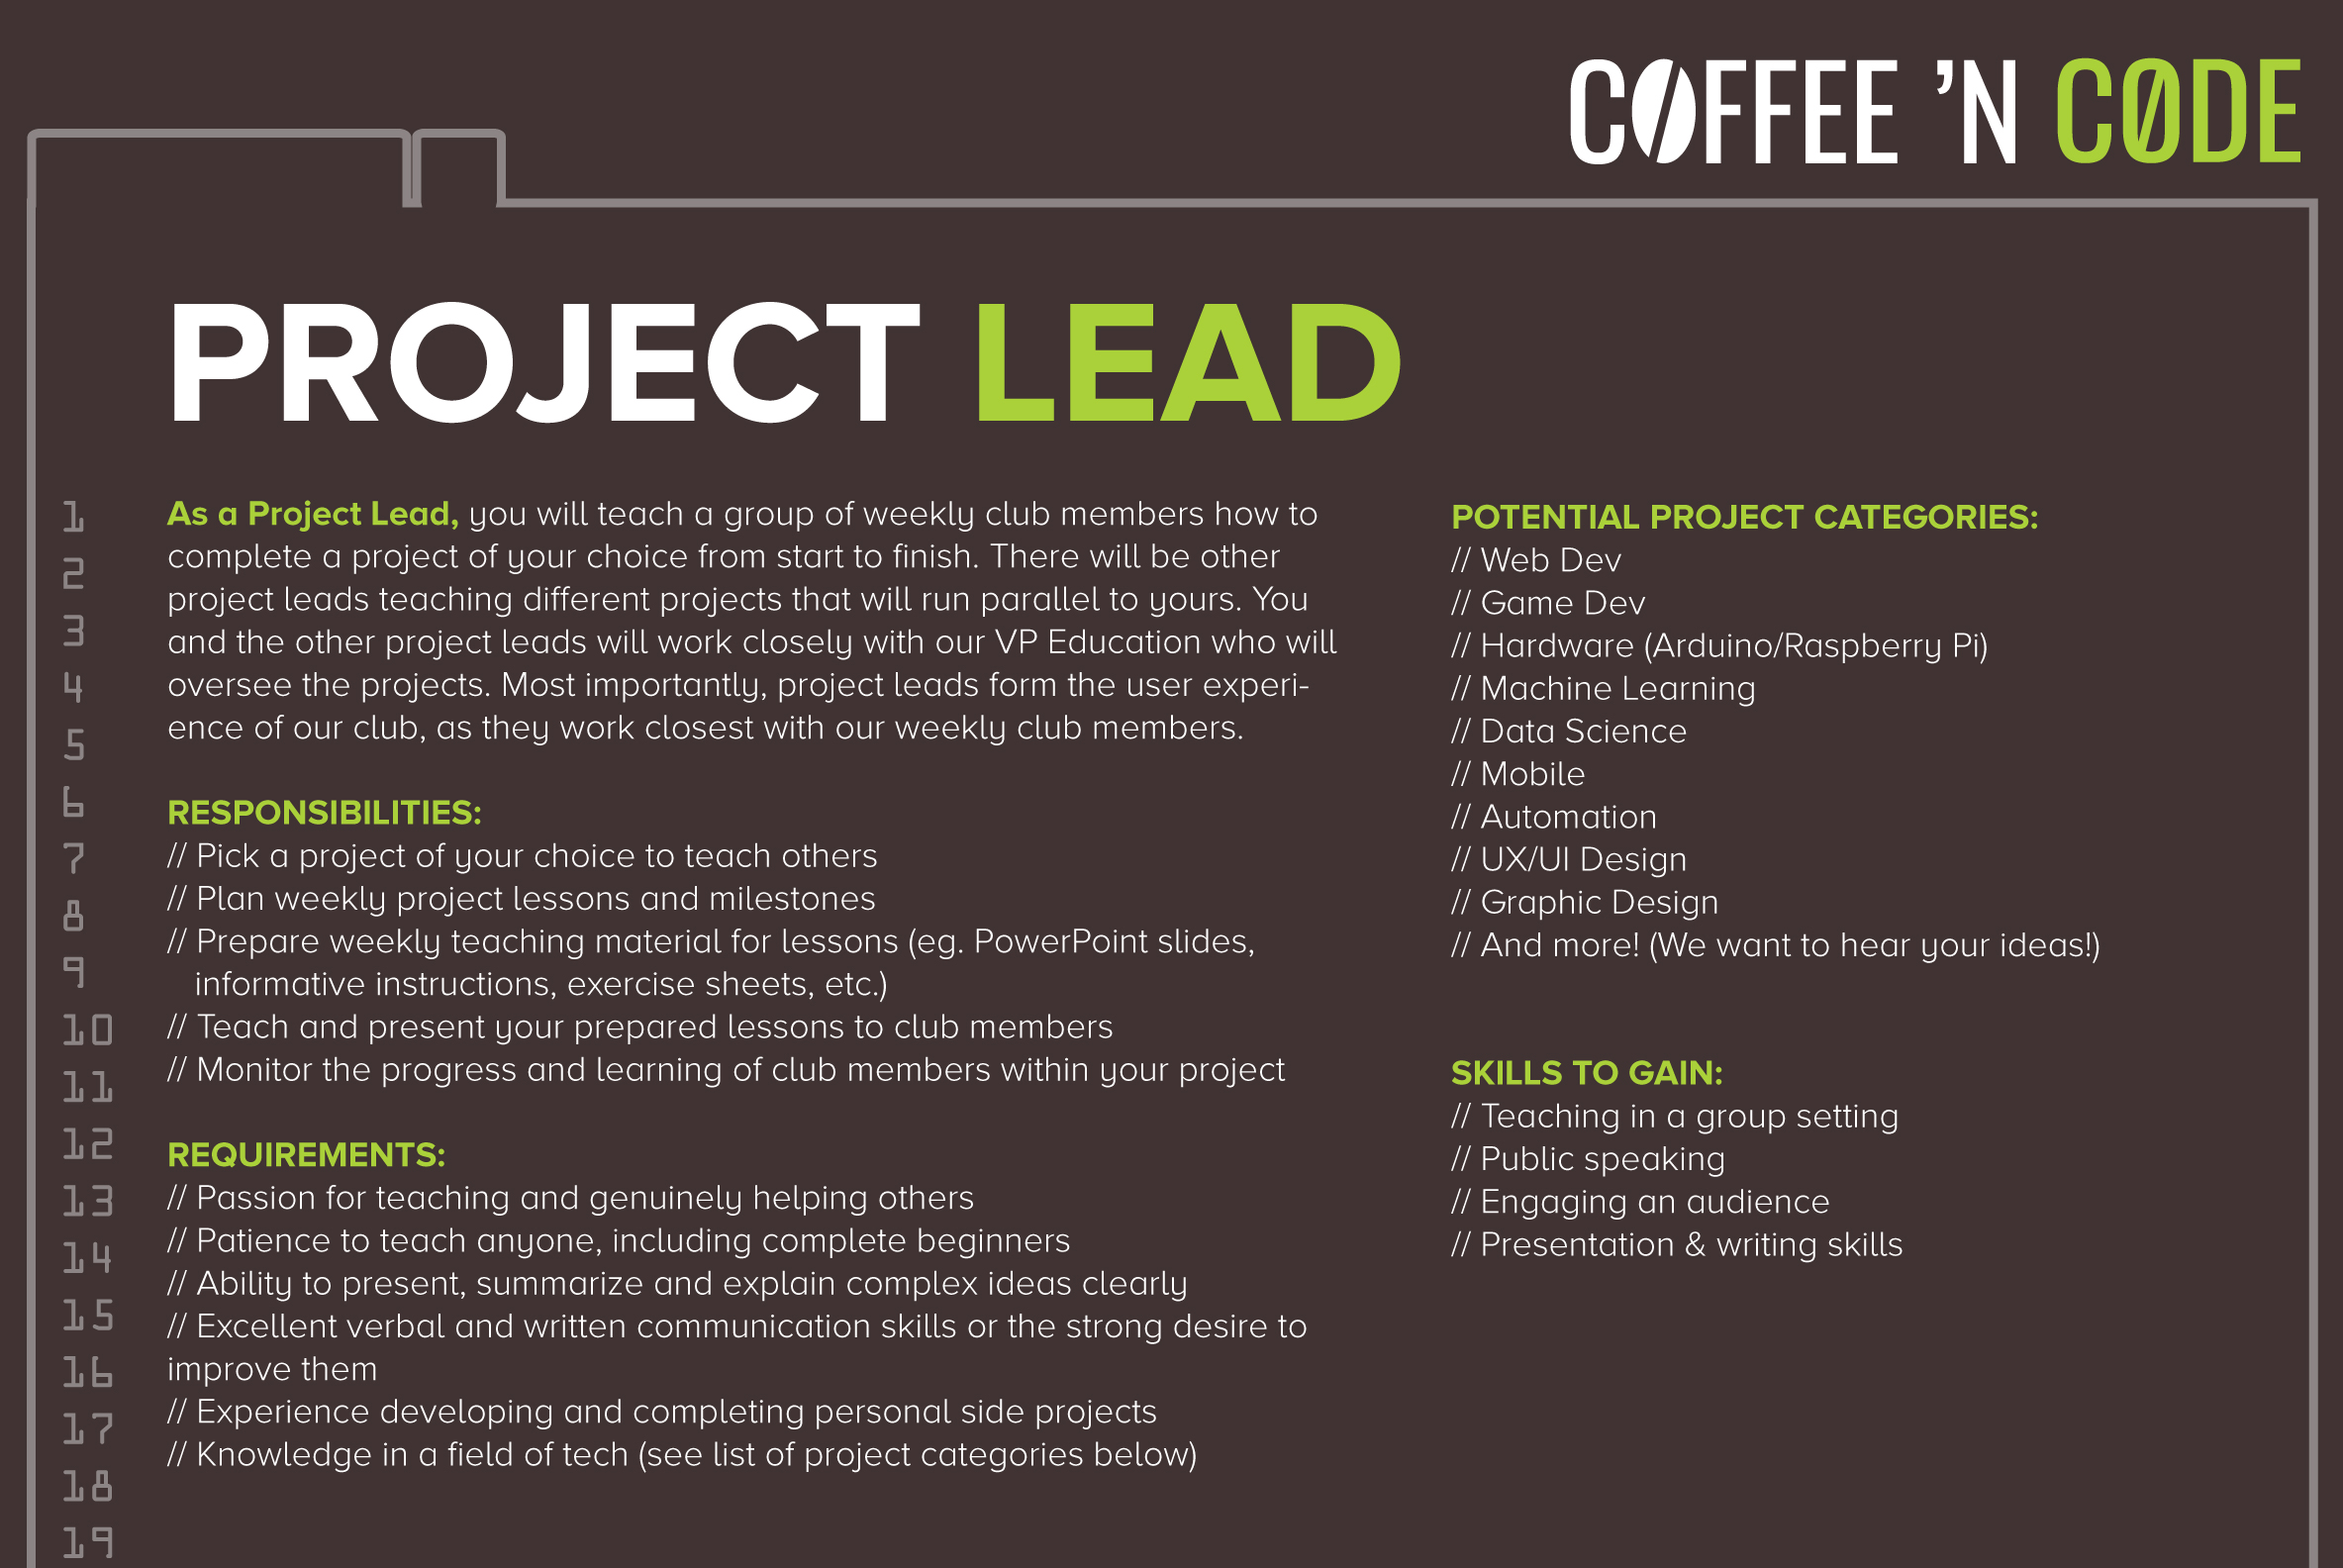 COFFEE 'N CODE
PROJECT LEAD
1
2
3
4
5
6
7
8
9
10
11
12
13
14
15
16
17
18
19
As a Project Lead, you will teach a group of weekly club members how to
complete a project of your choice from start to finish. There will be other
project leads teaching different projects that will run parallel to yours. You
and the other project leads will work closely with our VP Education who will
oversee the projects. Most importantly, project leads form the user experi-
ence of our club, as they work closest with our weekly club members.
RESPONSIBILITIES:
// Pick a project of your choice to teach others
// Plan weekly project lessons and milestones
// Prepare weekly teaching material for lessons (eg. PowerPoint slides,
informative instructions, exercise sheets, etc.)
// Teach and present your prepared lessons to club members
// Monitor the progress and learning of club members within your project
REQUIREMENTS:
// Passion for teaching and genuinely helping others
// Patience to teach anyone, including complete beginners
// Ability to present, summarize and explain complex ideas clearly
// Excellent verbal and written communication skills or the strong desire to
improve them
// Experience developing and completing personal side projects
// Knowledge in a field of tech (see list of project categories below)
POTENTIAL PROJECT CATEGORIES:
// Web Dev
// Game Dev
// Hardware (Arduino/Raspberry Pi)
// Machine Learning
// Data Science
// Mobile
// Automation
// UX/UI Design
// Graphic Design
// And more! (We want to hear your ideas!)
SKILLS TO GAIN:
// Teaching in a group setting
// Public speaking
// Engaging an audience
// Presentation & writing skills